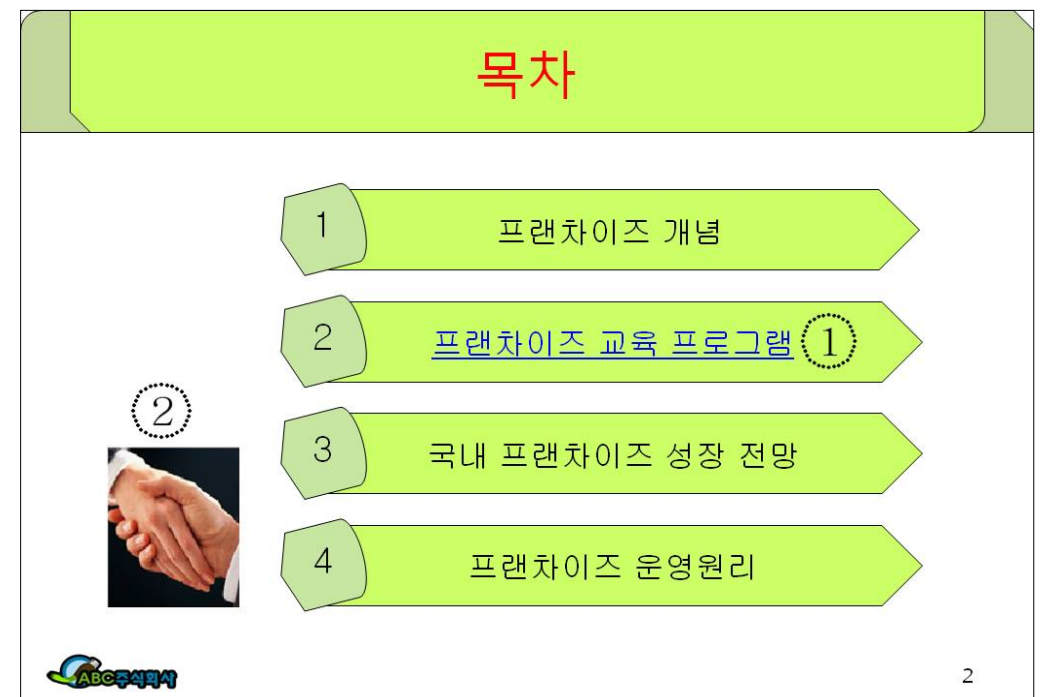 목차
1 프랜차이즈 개념
2 프랜차이즈 교육 프로그램 ①
②
3 국내 프랜차이즈 성장 전망
4 프랜차이즈 운영원리
ABC주식회사
2